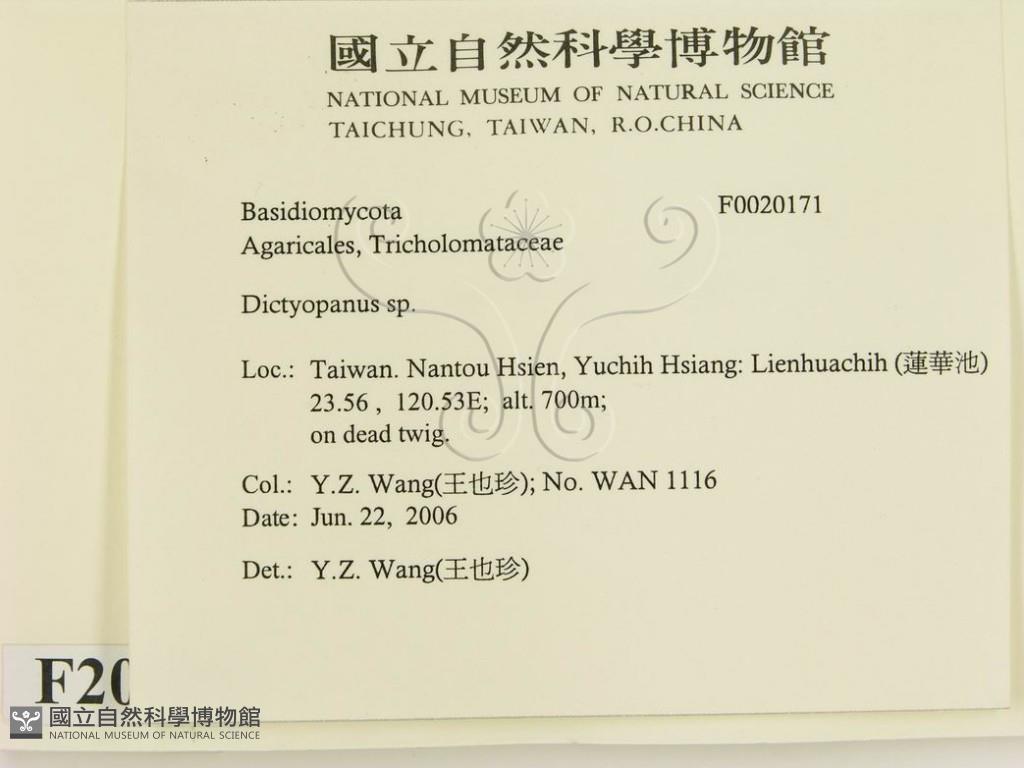 國立自然科學博物館
NATIONAL MUSEUM OF NATURAL SCIENCE
TAICHUNG, TAIWAN, R.O.CHINA
Basidiomycota F0020171
Agaricales, Tricholomataceae
Dictyopanus sp.
Loc.: Taiwan. Nantou Hsien, Yuchih Hsiang: Lienhuachih (蓮華池)
23.56 , 120.53E; alt. 700m;
on dead twig.
Col.: Y.Z. Wang(王也珍); No. WAN 1116
Date: Jun. 22, 2006
Det.: Y.Z. Wang(王也珍)
F20
國立自然科學博物館
NATIONAL MUSEUM OF NATURAL SCIENCE